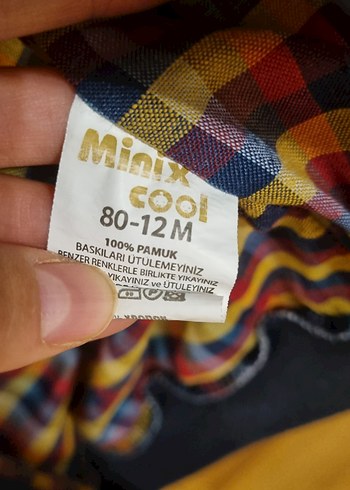 Minix
cool
80-12 M
100% PAMUK
BASKILARI ÜTÜLEMEYİNİZ
BENZER RENKLERLE BİRLİKTE YIKAYINIZ
YIKAYINIZ ve ÜTÜLEYİNİZ